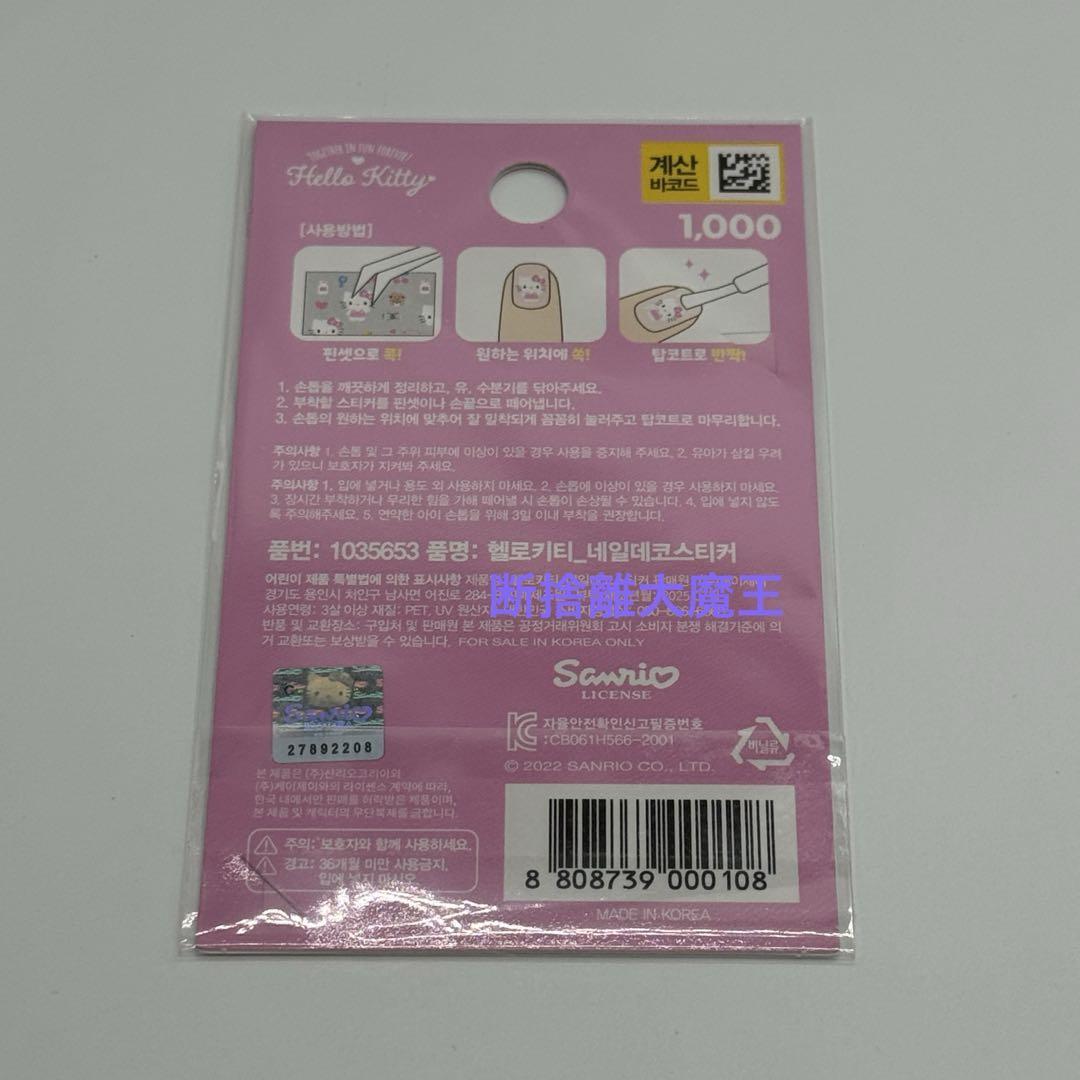 TOGETHER IN FUN FOREVER!
Hello Kitty
계산
바코드
1,000
[사용방법]
핀셋으로 콕!
원하는 위치에 쏙!
탑코트로 반짝!
1. 손톱을 깨끗하게 정리하고, 유, 수분기를 닦아주세요.
2. 부착할 스티커를 핀셋이나 손끝으로 떼어냅니다.
3. 손톱의 원하는 위치에 맞추어 잘 밀착되게 꼼꼼히 눌러주고 탑코트로 마무리합니다.
주의사항 1. 손톱 및 그 주위 피부에 이상이 있을 경우 사용을 중지해 주세요. 2. 유아가 삼킬 우려
가 있으니 보호자가 지켜봐 주세요.
주의사항 1. 입에 넣거나 용도 외 사용하지 마세요. 2. 손톱에 이상이 있을 경우 사용하지 마세요.
3. 장시간 부착하거나 무리한 힘을 가해 떼어낼 시 손톱이 손상될 수 있습니다. 4. 입에 넣지 않도
록 주의해주세요. 5. 연약한 아이 손톱을 위해 3일 이내 부착을 권장합니다.
품번: 1035653 품명: 헬로키티_네일데코스티커
어린이 제품 특별법에 의한 표시사항
경기도 용인시 처인구 남사면 어진로 284-
断捨離大魔王
사용연령: 3살 이상 재질: PET, UV
반품 및 교환장소: 구입처 및 판매원 본 제품은 공정거래위원회 고시 소비자 분쟁 해결기준에 의
거 교환또는 보상받을 수 있습니다. FOR SALE IN KOREA ONLY
Sanrio
LICENSE
Sanrio
27892208
자율안전확인신고필증번호
:CB061H566-2001
비닐류
© 2022 SANRIO CO., LTD.
본 제품은 (주)산리오코리아와
(주)케이제이와의 라이센스 계약에 따라,
한국 내에서만 판매를 허락받은 제품이며,
본 제품 및 캐릭터의 무단복제를 금합니다.
주의: 보호자와 함께 사용하세요.
경고: 36개월 미만 사용금지.
입에 넣지 마시오.
8 808739 000108
MADE IN KOREA